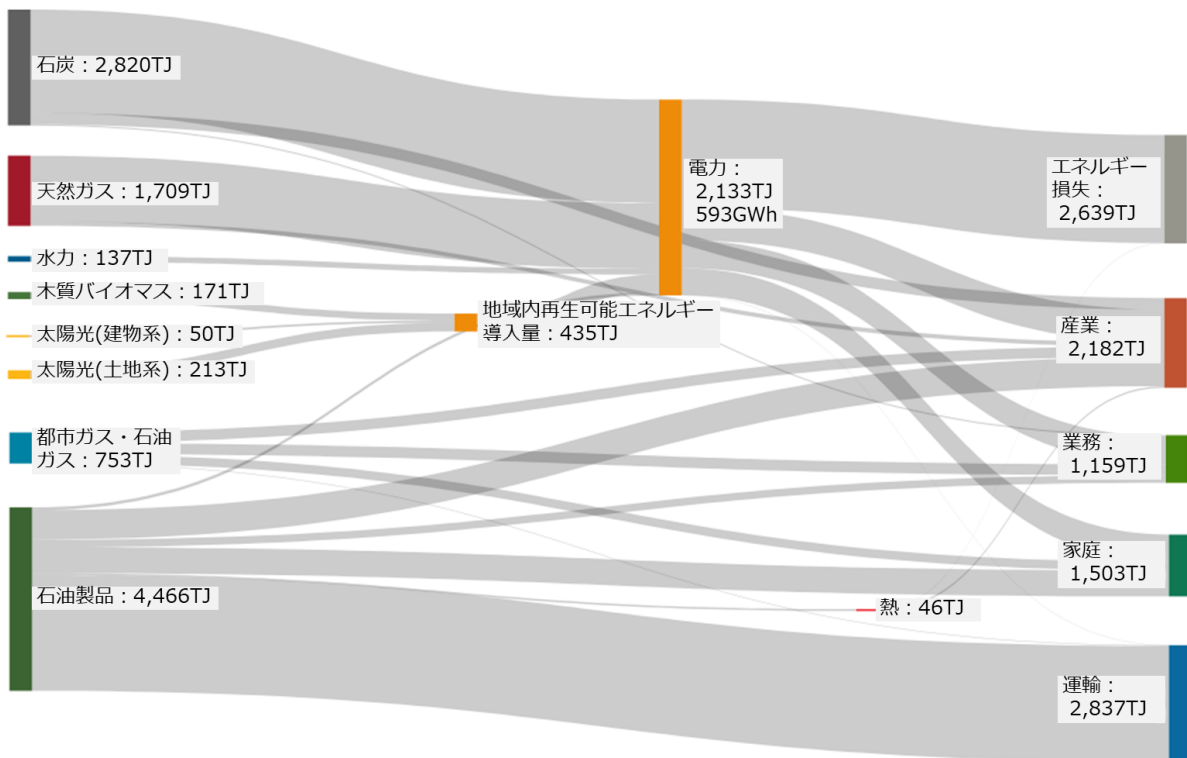 石炭：2,820TJ
天然ガス：1,709TJ
水力：137TJ
木質バイオマス：171TJ
太陽光(建物系)：50TJ
太陽光(土地系)：213TJ
都市ガス・石油
ガス：753TJ
石油製品：4,466TJ
地域内再生可能エネルギー
導入量：435TJ
電力：
2,133TJ
593GWh
熱：46TJ
エネルギー
損失：
2,639TJ
産業：
2,182TJ
業務：
1,159TJ
家庭：
1,503TJ
運輸：
2,837TJ